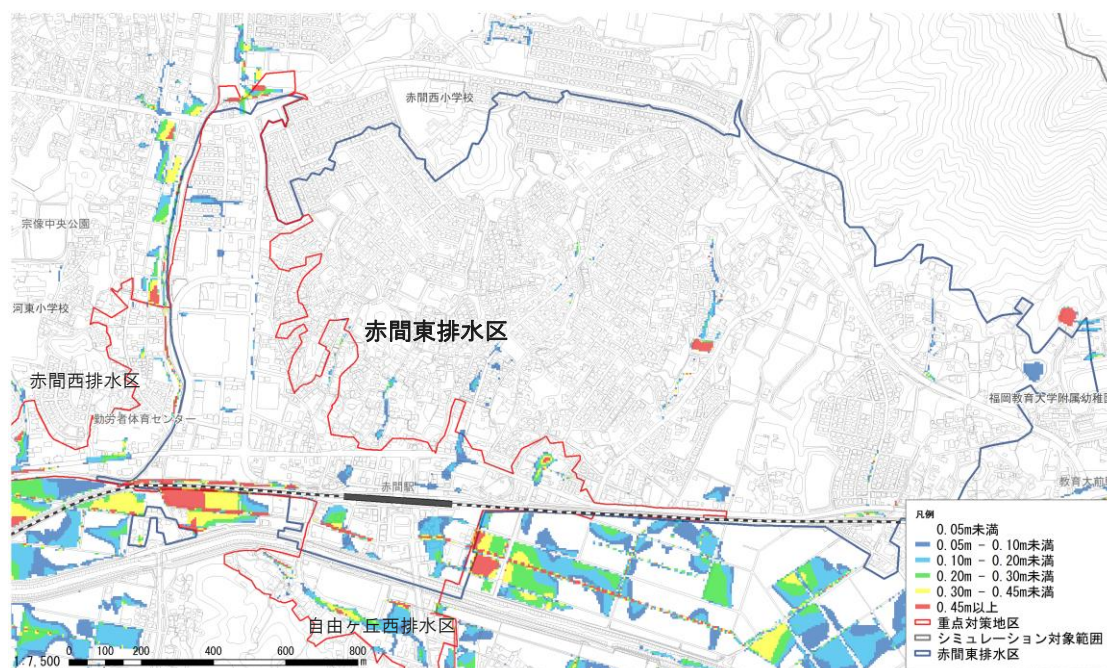 赤間西小学校
宗像中央公園
河東小学校
赤間東排水区
赤間西排水区
勤労者体育センター
福岡教育大学附属幼稚園
赤間駅
教育大前駅
自由ヶ丘西排水区
凡例
0.05m未満
0.05m - 0.10m未満
0.10m - 0.20m未満
0.20m - 0.30m未満
0.30m - 0.45m未満
0.45m以上
重点対策地区
シミュレーション対象範囲
赤間東排水区
1:7,500
0 100 200 400 600 800
m